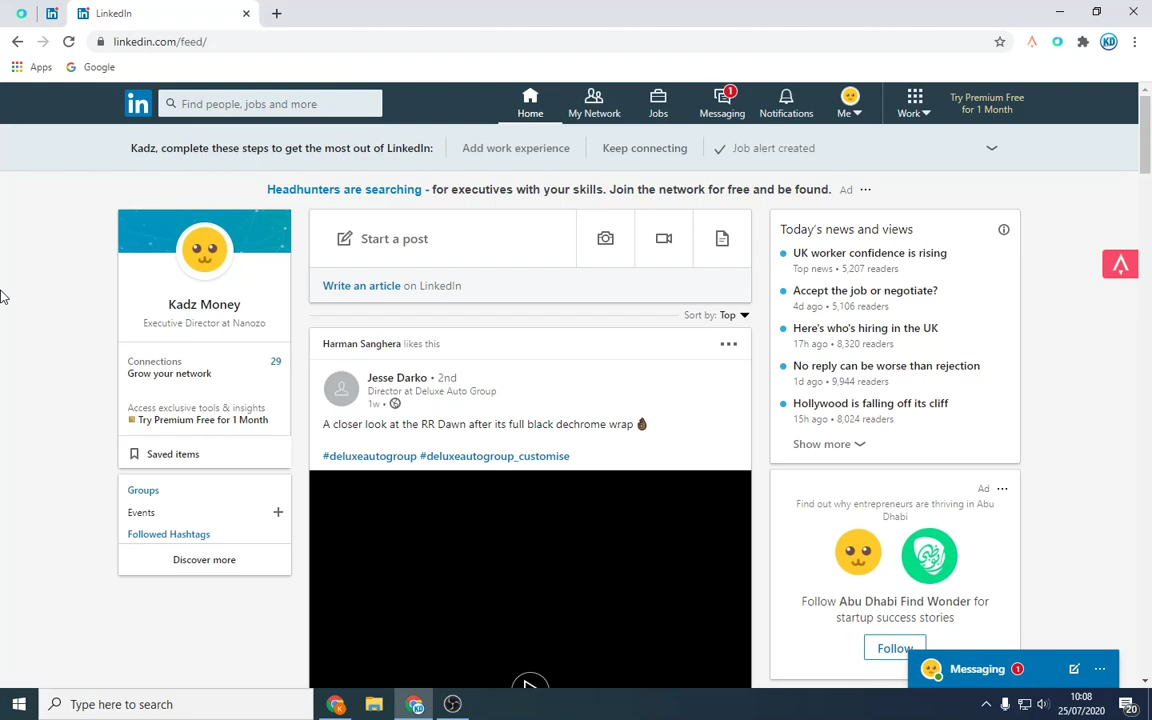 LinkedIn
linkedin.com/feed/
KD
Apps
Google
in
Find people, jobs and more
Home
My Network
Jobs
1
Messaging
Notifications
Me
Work
Try Premium Free
for 1 Month
Kadz, complete these steps to get the most out of LinkedIn:
Add work experience
Keep connecting
Job alert created
Headhunters are searching - for executives with your skills. Join the network for free and be found.
Ad
Kadz Money
Executive Director at Nanozo
Connections
29
Grow your network
Access exclusive tools & insights
Try Premium Free for 1 Month
Saved items
Groups
Events
Followed Hashtags
Discover more
Start a post
Write an article on LinkedIn
Sort by: Top
Harman Sanghera likes this
Jesse Darko • 2nd
Director at Deluxe Auto Group
1w •
A closer look at the RR Dawn after its full black dechrome wrap
#deluxeautogroup #deluxeautogroup_customise
Today's news and views
UK worker confidence is rising
Top news • 5,207 readers
Accept the job or negotiate?
4d ago • 5,106 readers
Here's who's hiring in the UK
17h ago • 8,320 readers
No reply can be worse than rejection
1d ago • 9,944 readers
Hollywood is falling off its cliff
15h ago • 8,024 readers
Show more
Ad
Find out why entrepreneurs are thriving in Abu
Dhabi
Follow Abu Dhabi Find Wonder for
startup success stories
Follow
Messaging 1
Type here to search
10:08
25/07/2020
20